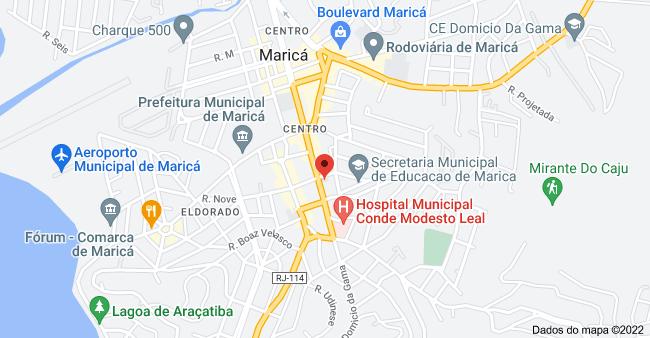 Boulevard Maricá
Charque 500
CENTRO
CE Domicio Da Gama
R. Seis
R. M
Maricá
Rodoviária de Maricá
R. Projetada
Prefeitura Municipal
de Maricá
CENTRO
Aeroporto
Municipal de Maricá
Secretaria Municipal
de Educacao de Marica
Mirante Do Caju
R. Nove
ELDORADO
Hospital Municipal
Conde Modesto Leal
Fórum - Comarca
de Maricá
R. Boaz Velasco
RJ-114
R. Udinese
Domício da Gama
Lagoa de Araçatiba
Dados do mapa ©2022